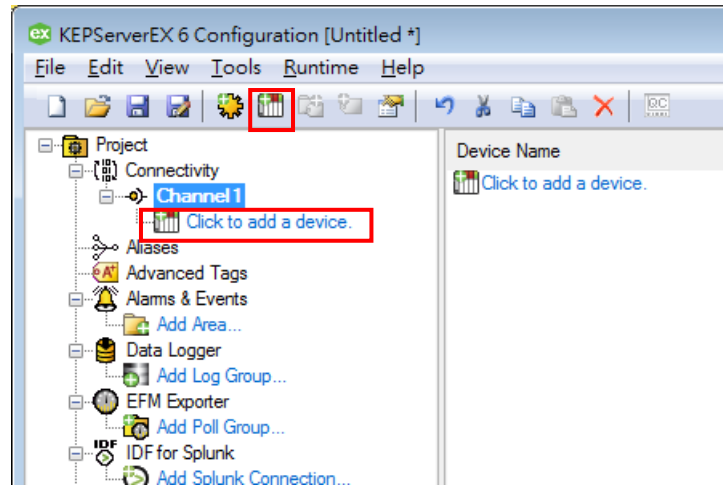 KEPServerEX 6 Configuration [Untitled *]
File Edit View Tools Runtime Help
Project
Connectivity
Channel1
Click to add a device.
Aliases
Advanced Tags
Alarms & Events
Add Area...
Data Logger
Add Log Group...
EFM Exporter
Add Poll Group...
IDF for Splunk
Add Splunk Connection...
Device Name
Click to add a device.